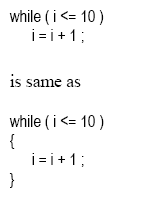 while ( i <= 10 )
i = i + 1 ;
is same as
while ( i <= 10 )
{
i = i + 1 ;
}